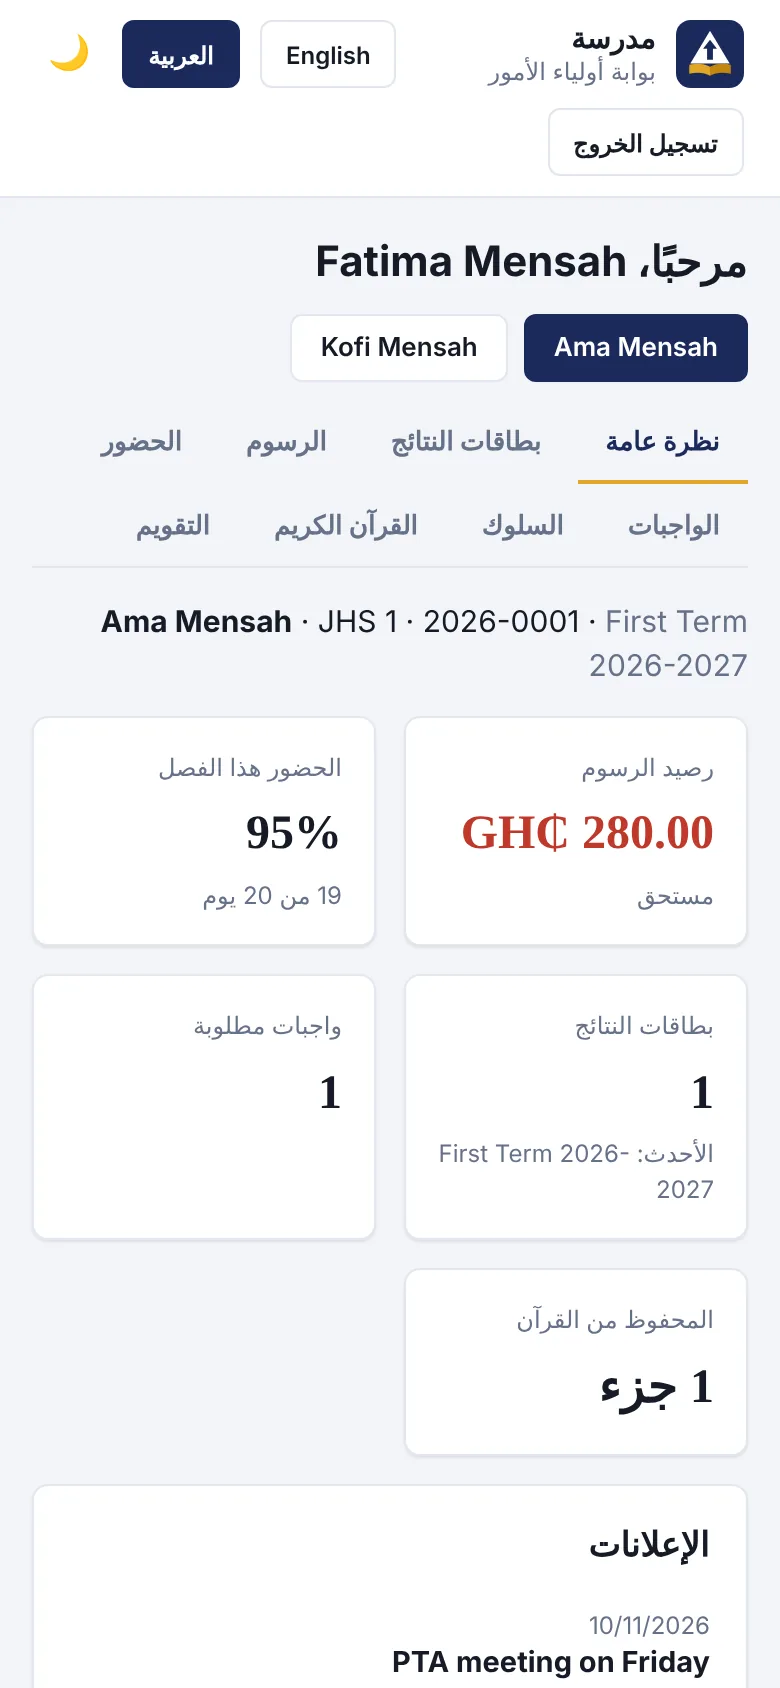 مدرسة
بوابة أولياء الأمور
English
العربية
تسجيل الخروج
مرحبًا، Fatima Mensah
Ama Mensah
Kofi Mensah
نظرة عامة
بطاقات النتائج
الرسوم
الحضور
الواجبات
السلوك
القرآن الكريم
التقويم
Ama Mensah · JHS 1 · 2026-0001 · First Term
2026-2027
رصيد الرسوم
GH₵ 280.00
مستحق
الحضور هذا الفصل
95%
19 من 20 يوم
بطاقات النتائج
1
الأحدث: First Term 2026-
2027
واجبات مطلوبة
1
المحفوظ من القرآن
1 جزء
الإعلانات
10/11/2026
PTA meeting on Friday